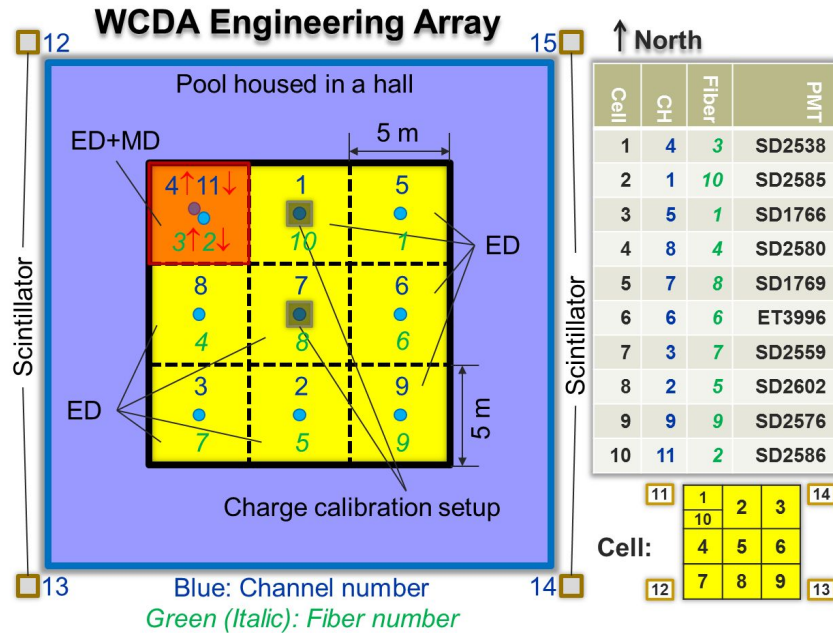 WCDA Engineering Array
12
15
↑ North
Pool housed in a hall
ED+MD
5 m
4↑11↓
1
5
3↑2↓
10
1
ED
8
7
6
4
8
6
3
2
9
7
5
9
ED
5 m
Scintillator
Scintillator
Charge calibration setup
13
14
Blue: Channel number
Green (Italic): Fiber number
Cell CH Fiber PMT
1 4 3 SD2538
2 1 10 SD2585
3 5 1 SD1766
4 8 4 SD2580
5 7 8 SD1769
6 6 6 ET3996
7 3 7 SD2559
8 2 5 SD2602
9 9 9 SD2576
10 11 2 SD2586
11
14
1
10
2
3
Cell:
4 5 6
7 8 9
12
13